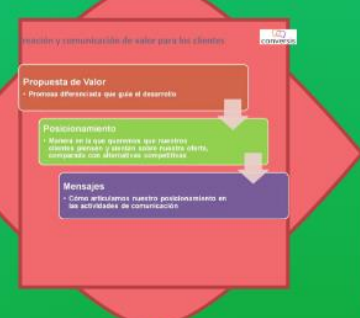 creación y comunicación de valor para los clientes
conversis
Propuesta de Valor
• Promesa diferenciada que guía el desarrollo
Posicionamiento
• Manera en la que queremos que nuestros
clientes piensen y sientan sobre nuestra oferta,
comparado con alternativas competitivas
Mensajes
• Cómo articulamos nuestro posicionamiento en
las actividades de comunicación